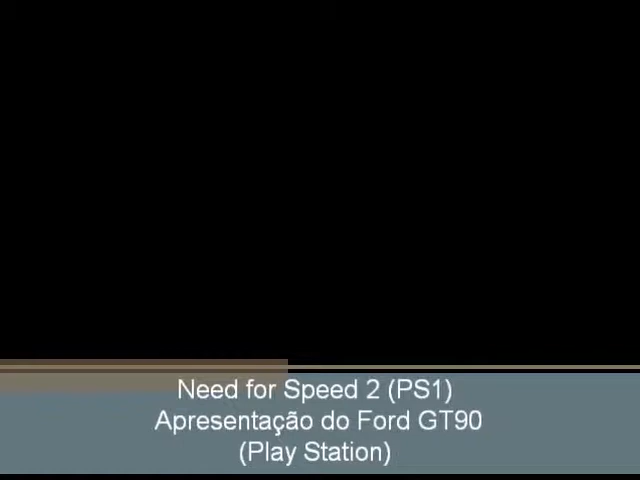 Need for Speed 2 (PS1)
Apresentação do Ford GT90
(Play Station)